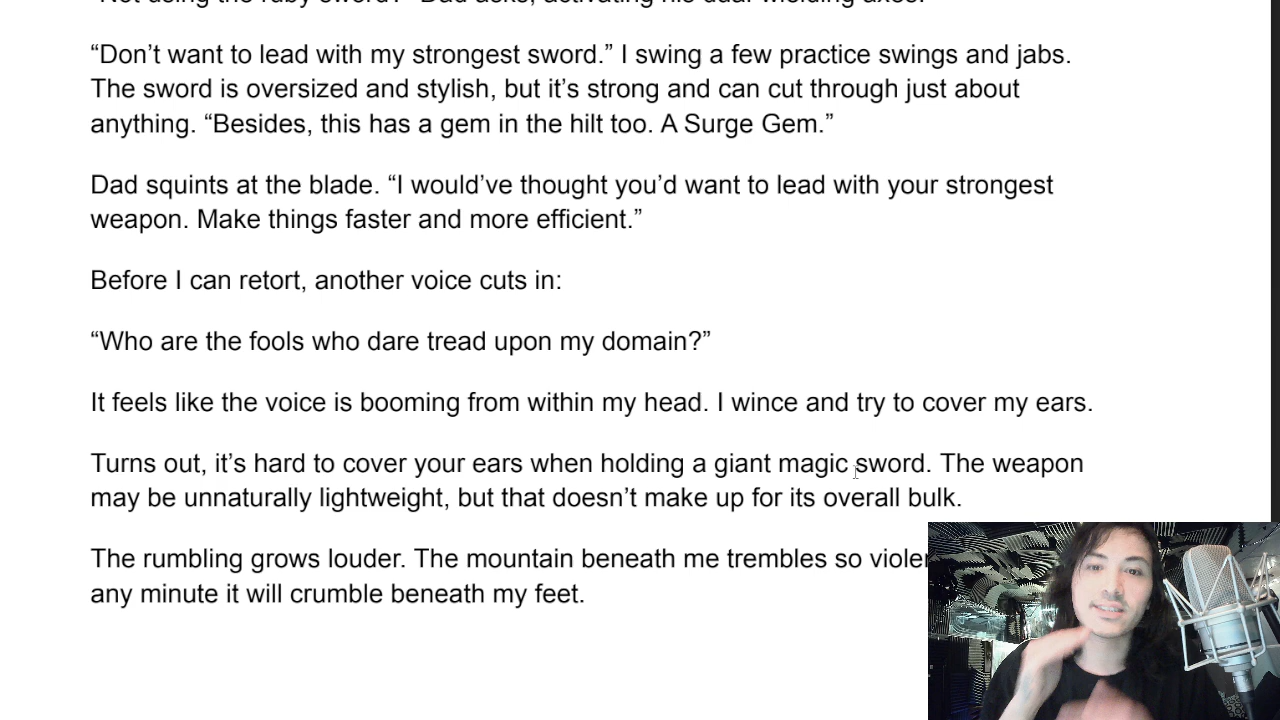 “Don’t want to lead with my strongest sword.” I swing a few practice swings and jabs.
The sword is oversized and stylish, but it’s strong and can cut through just about
anything. “Besides, this has a gem in the hilt too. A Surge Gem.”
Dad squints at the blade. “I would’ve thought you’d want to lead with your strongest
weapon. Make things faster and more efficient.”
Before I can retort, another voice cuts in:
“Who are the fools who dare tread upon my domain?”
It feels like the voice is booming from within my head. I wince and try to cover my ears.
Turns out, it’s hard to cover your ears when holding a giant magic sword. The weapon
may be unnaturally lightweight, but that doesn’t make up for its overall bulk.
The rumbling grows louder. The mountain beneath me trembles so
any minute it will crumble beneath my feet.